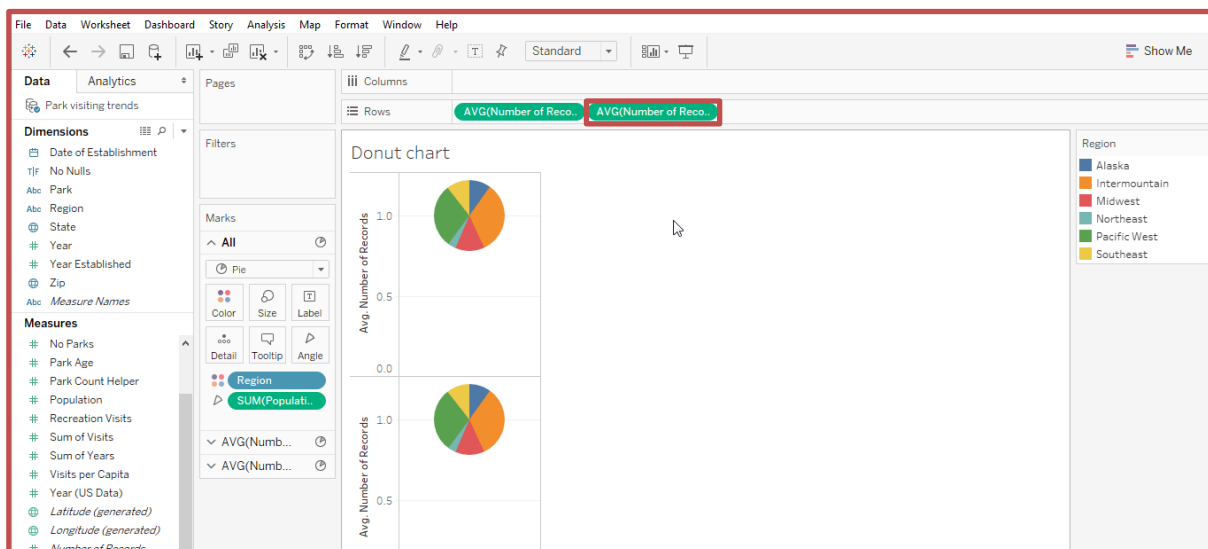 File Data Worksheet Dashboard Story Analysis Map Format Window Help
Standard
Show Me
Data Analytics
Park visiting trends
Dimensions
Date of Establishment
T|F No Nulls
Abc Park
Abc Region
State
# Year
# Year Established
Zip
Abc Measure Names
Measures
# No Parks
# Park Age
# Park Count Helper
# Population
# Recreation Visits
# Sum of Visits
# Sum of Years
# Visits per Capita
# Year (US Data)
Latitude (generated)
Longitude (generated)
# Number of Records
Pages
Filters
Marks
All
Pie
Color Size Label
Detail Tooltip Angle
Region
SUM(Populati..
AVG(Numb...
AVG(Numb...
Columns
Rows AVG(Number of Reco.. AVG(Number of Reco..
Donut chart
Avg. Number of Records
1.0
0.5
0.0
Avg. Number of Records
1.0
0.5
Region
Alaska
Intermountain
Midwest
Northeast
Pacific West
Southeast